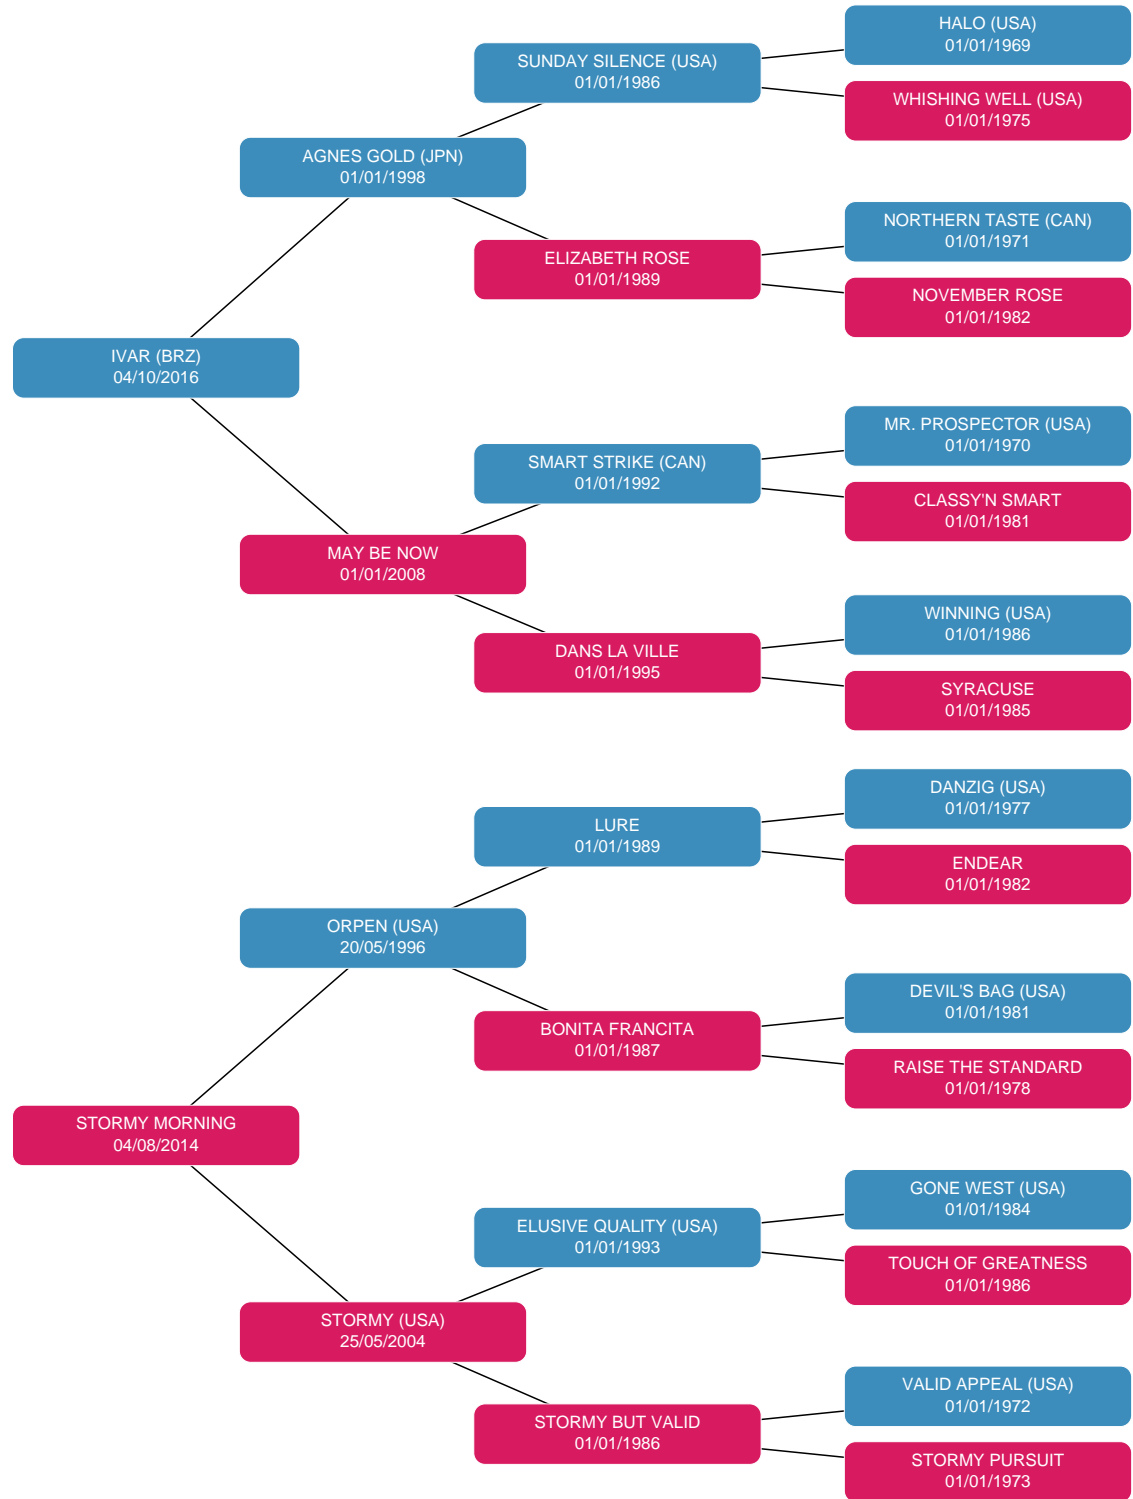 HALO (USA)
01/01/1969
SUNDAY SILENCE (USA)
01/01/1986
WHISHING WELL (USA)
01/01/1975
AGNES GOLD (JPN)
01/01/1998
NORTHERN TASTE (CAN)
01/01/1971
ELIZABETH ROSE
01/01/1989
NOVEMBER ROSE
01/01/1982
IVAR (BRZ)
04/10/2016
MR. PROSPECTOR (USA)
01/01/1970
SMART STRIKE (CAN)
01/01/1992
CLASSY'N SMART
01/01/1981
MAY BE NOW
01/01/2008
WINNING (USA)
01/01/1986
DANS LA VILLE
01/01/1995
SYRACUSE
01/01/1985
DANZIG (USA)
01/01/1977
LURE
01/01/1989
ENDEAR
01/01/1982
ORPEN (USA)
20/05/1996
DEVIL'S BAG (USA)
01/01/1981
BONITA FRANCITA
01/01/1987
RAISE THE STANDARD
01/01/1978
STORMY MORNING
04/08/2014
GONE WEST (USA)
01/01/1984
ELUSIVE QUALITY (USA)
01/01/1993
TOUCH OF GREATNESS
01/01/1986
STORMY (USA)
25/05/2004
VALID APPEAL (USA)
01/01/1972
STORMY BUT VALID
01/01/1986
STORMY PURSUIT
01/01/1973